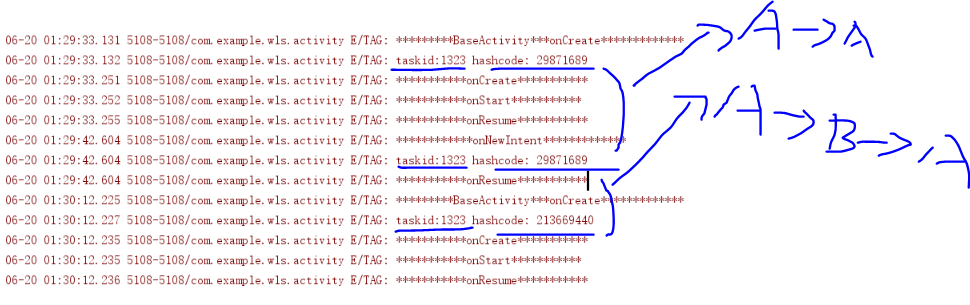 06-20 01:29:33.131 5108-5108/com.example.wls.activity E/TAG: *********BaseActivity***onCreate*************
06-20 01:29:33.132 5108-5108/com.example.wls.activity E/TAG: taskid:1323 hashcode: 29871689
06-20 01:29:33.251 5108-5108/com.example.wls.activity E/TAG: ***********onCreate***********
06-20 01:29:33.252 5108-5108/com.example.wls.activity E/TAG: ***********onStart***********
06-20 01:29:33.255 5108-5108/com.example.wls.activity E/TAG: ***********onResume***********
06-20 01:29:42.604 5108-5108/com.example.wls.activity E/TAG: ************onNewIntent**************
06-20 01:29:42.604 5108-5108/com.example.wls.activity E/TAG: taskid:1323 hashcode: 29871689
06-20 01:29:42.604 5108-5108/com.example.wls.activity E/TAG: ***********onResume***********
06-20 01:30:12.225 5108-5108/com.example.wls.activity E/TAG: *********BaseActivity***onCreate*************
06-20 01:30:12.227 5108-5108/com.example.wls.activity E/TAG: taskid:1323 hashcode: 213669440
06-20 01:30:12.235 5108-5108/com.example.wls.activity E/TAG: ***********onCreate***********
06-20 01:30:12.235 5108-5108/com.example.wls.activity E/TAG: ***********onStart***********
06-20 01:30:12.236 5108-5108/com.example.wls.activity E/TAG: ***********onResume***********
A→A
A→B→A